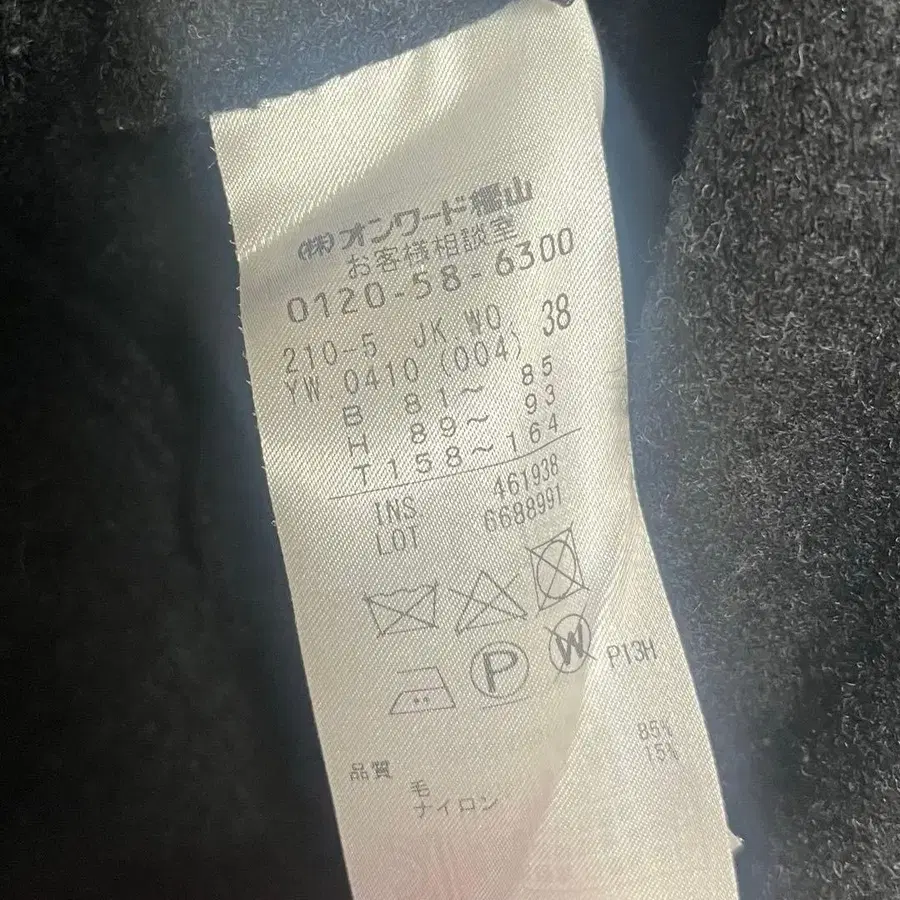 ㈱オンワード樫山
お客様相談室
0120-58-6300
210-5 JK.WO. 38
YW.0410 (004)
B 81~ 85
H 89~ 93
T158~164
INS. 461938
LOT 6688991
P W P13H
品質
毛 85%
ナイロン 15%